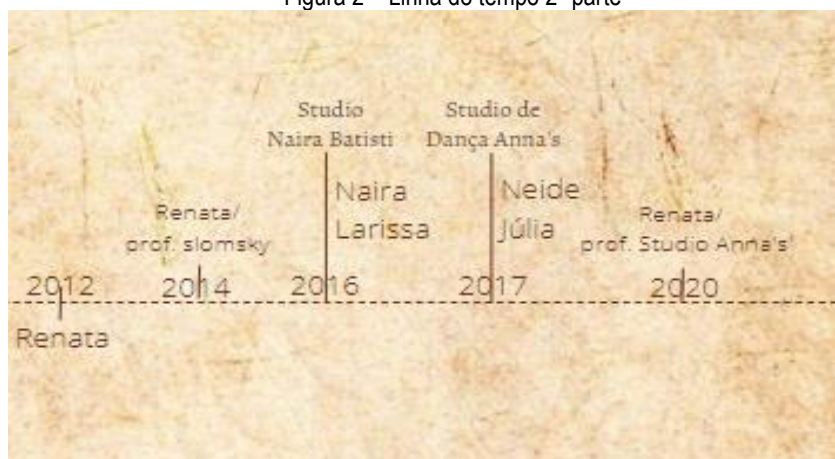 Figura 2 – Linha do tempo 2ª parte
Studio
Naira Batisti
Studio de
Dança Anna's
Naira
Larissa
Neide
Júlia
Renata/
prof. slomsky
Renata/
prof. Studio Anna's'
2012
2014
2016
2017
2020
Renata